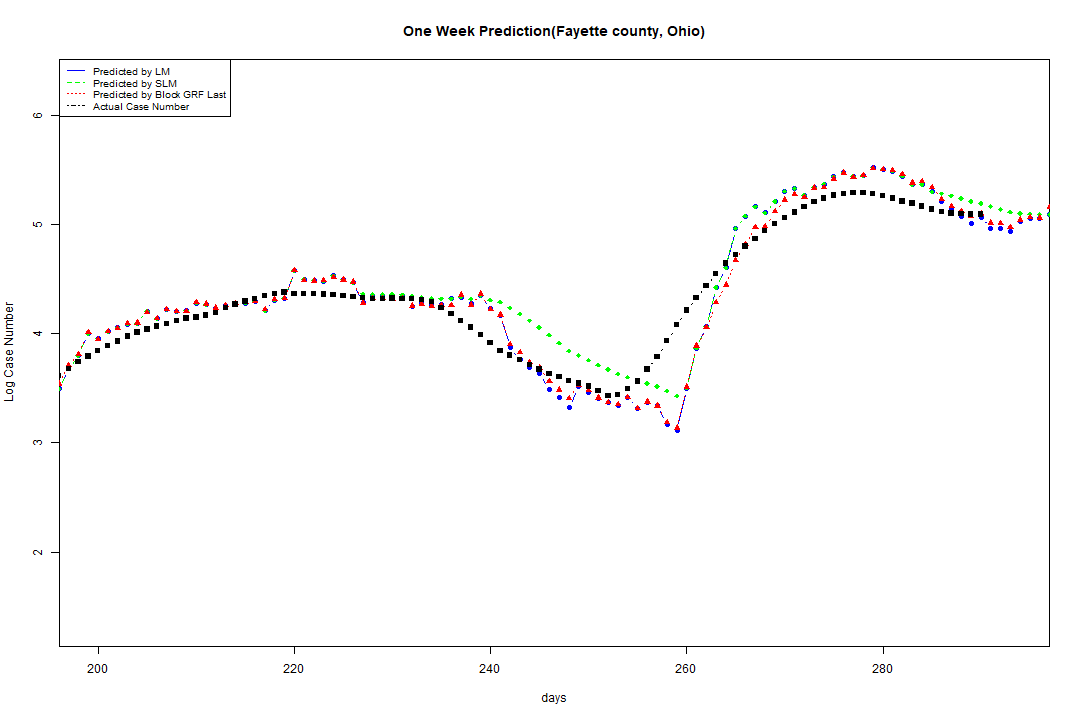 One Week Prediction(Fayette county, Ohio)
Predicted by LM
Predicted by SLM
Predicted by Block GRF Last
Actual Case Number
6
5
4
3
2
Log Case Number
200
220
240
260
280
days